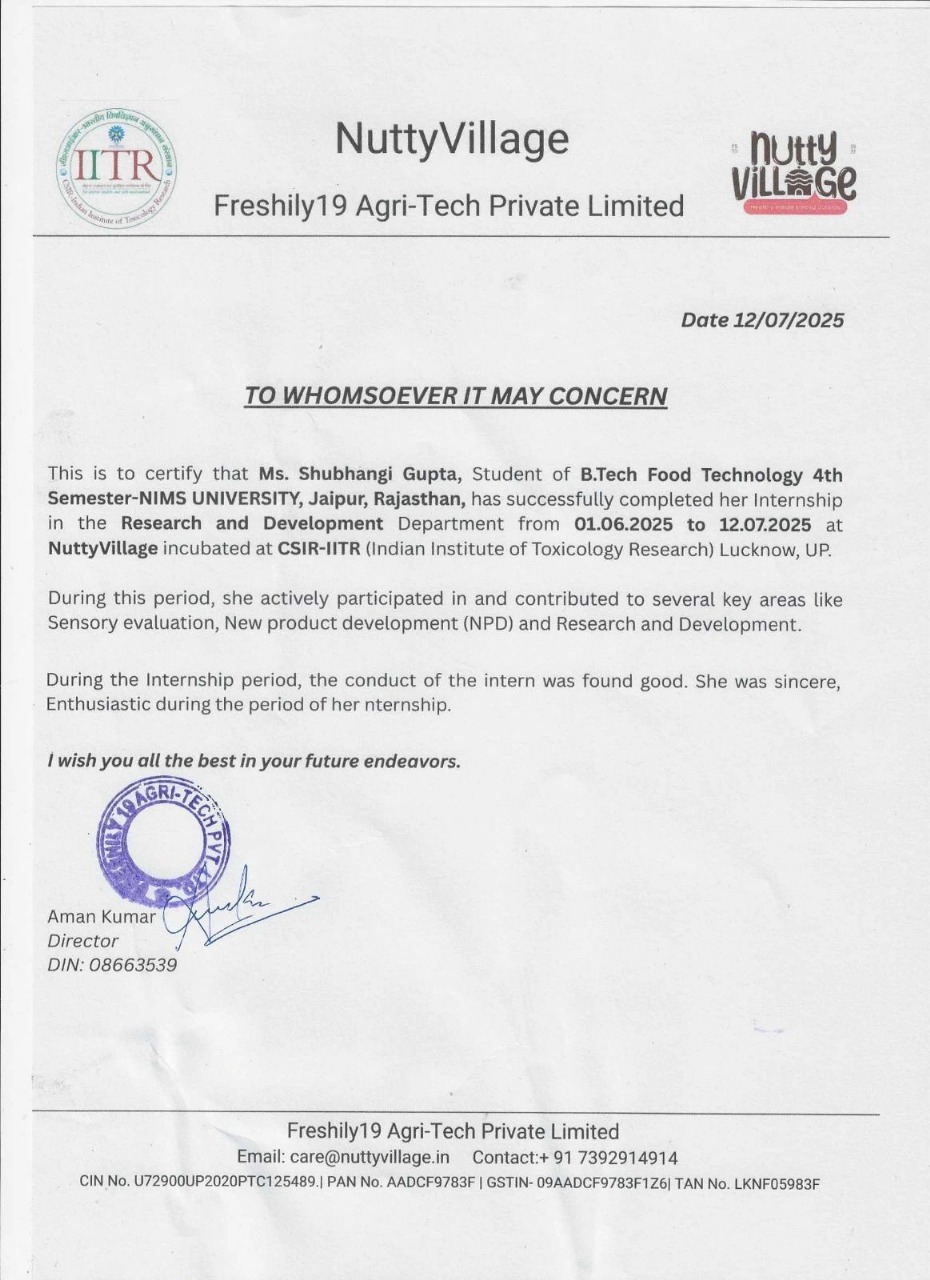 IITR
CSIR-Indian Institute of Toxicology Research
NuttyVillage
Freshily19 Agri-Tech Private Limited
nutty
VILLAGE
Date 12/07/2025
TO WHOMSOEVER IT MAY CONCERN
This is to certify that Ms. Shubhangi Gupta, Student of B.Tech Food Technology 4th
Semester-NIMS UNIVERSITY, Jaipur, Rajasthan, has successfully completed her Internship
in the Research and Development Department from 01.06.2025 to 12.07.2025 at
NuttyVillage incubated at CSIR-IITR (Indian Institute of Toxicology Research) Lucknow, UP.
During this period, she actively participated in and contributed to several key areas like
Sensory evaluation, New product development (NPD) and Research and Development.
During the Internship period, the conduct of the intern was found good. She was sincere,
Enthusiastic during the period of her nternship.
I wish you all the best in your future endeavors.
19 AGRI-TECH PVT. LTD.
Aman Kumar
Director
DIN: 08663539
Freshily19 Agri-Tech Private Limited
Email: care@nuttyvillage.in Contact:+ 91 7392914914
CIN No. U72900UP2020PTC125489.| PAN No. AADCF9783F | GSTIN- 09AADCF9783F1Z6| TAN No. LKNF05983F